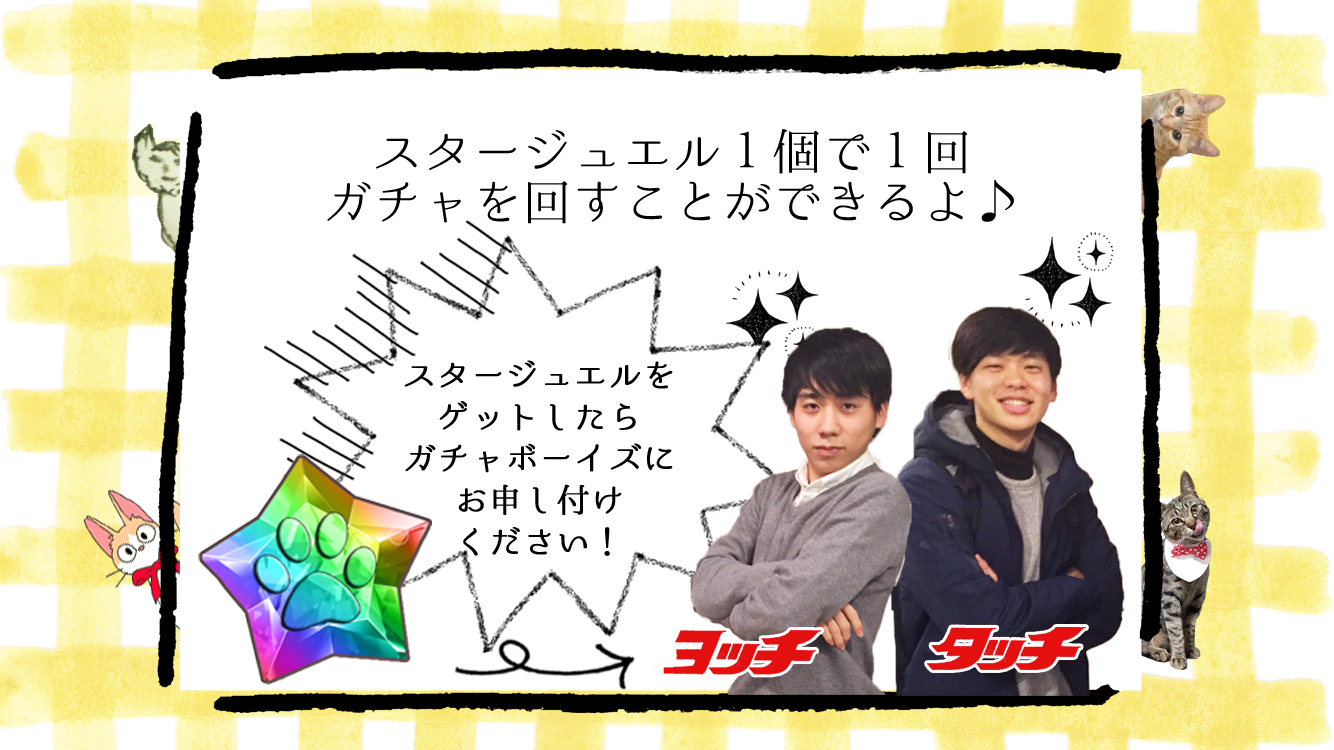 スタージュエル１個で１回
ガチャを回すことができるよ♪
スタージュエルを
ゲットしたら
ガチャボーイズに
お申し付け
ください！
ヨッチ
タッチ